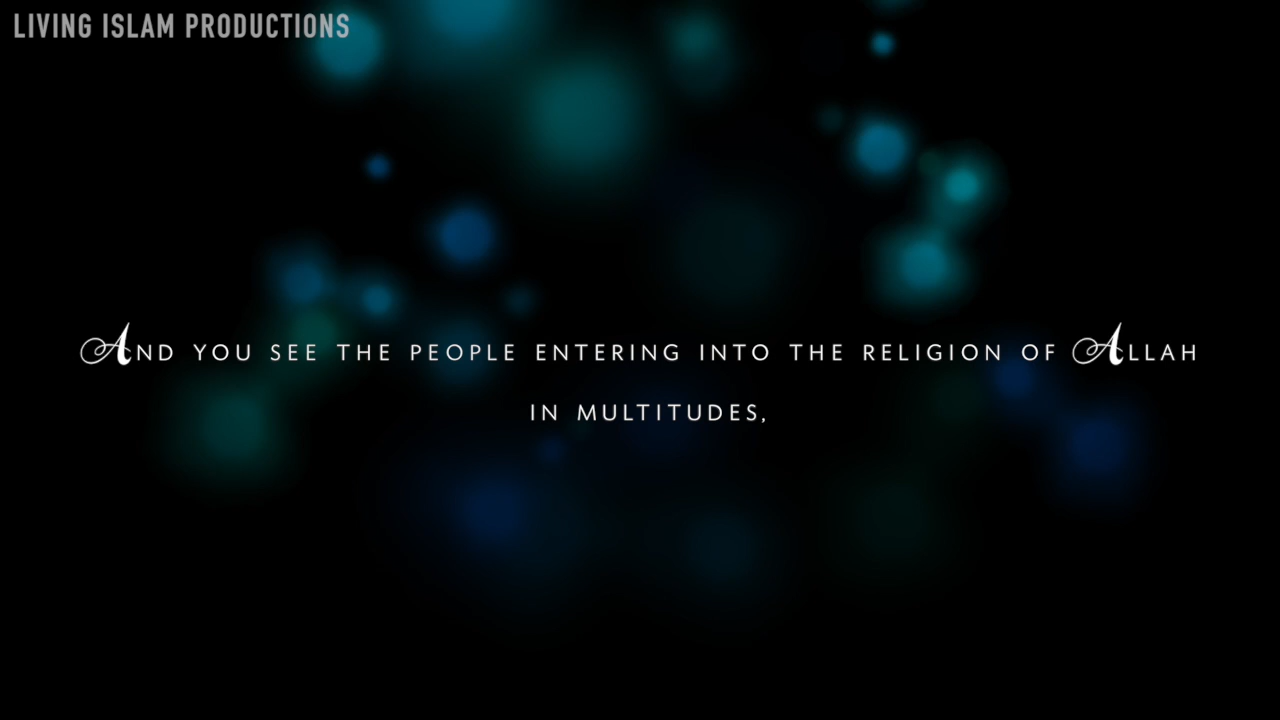 LIVING ISLAM PRODUCTIONS
AND YOU SEE THE PEOPLE ENTERING INTO THE RELIGION OF ALLAH
IN MULTITUDES,